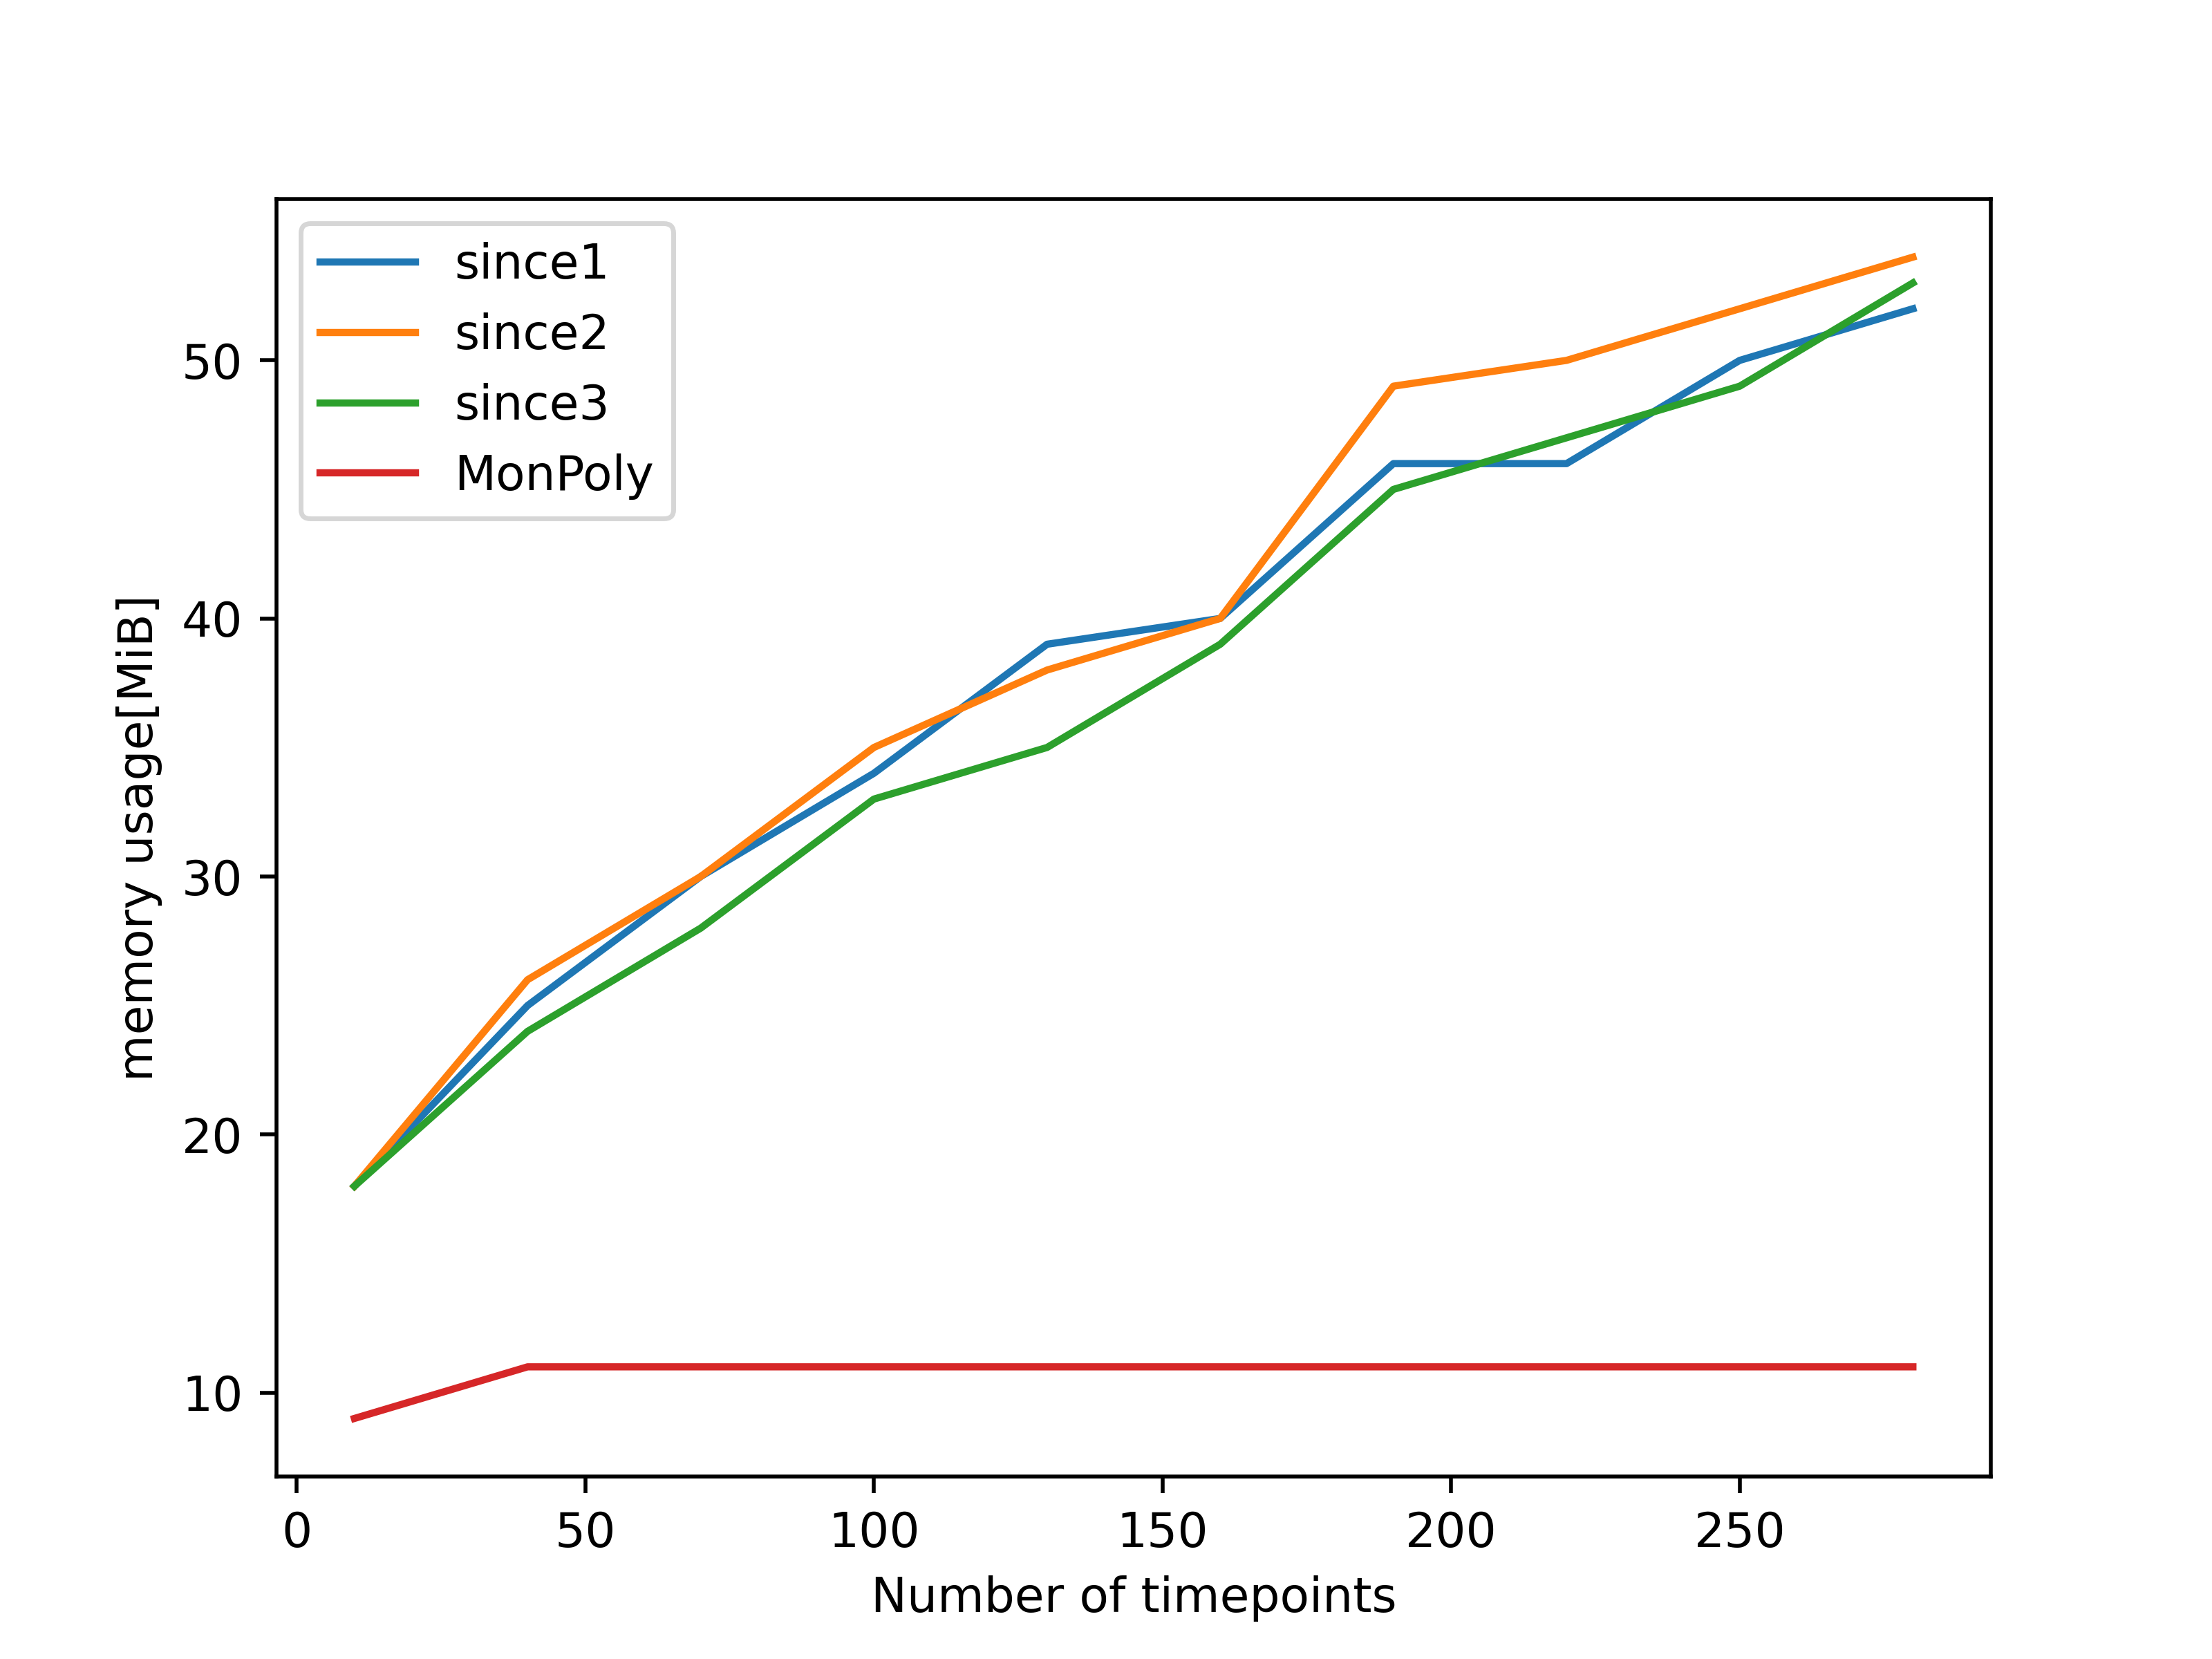 since1
since2
since3
MonPoly
memory usage[MiB]
50
40
30
20
10
0 50 100 150 200 250
Number of timepoints